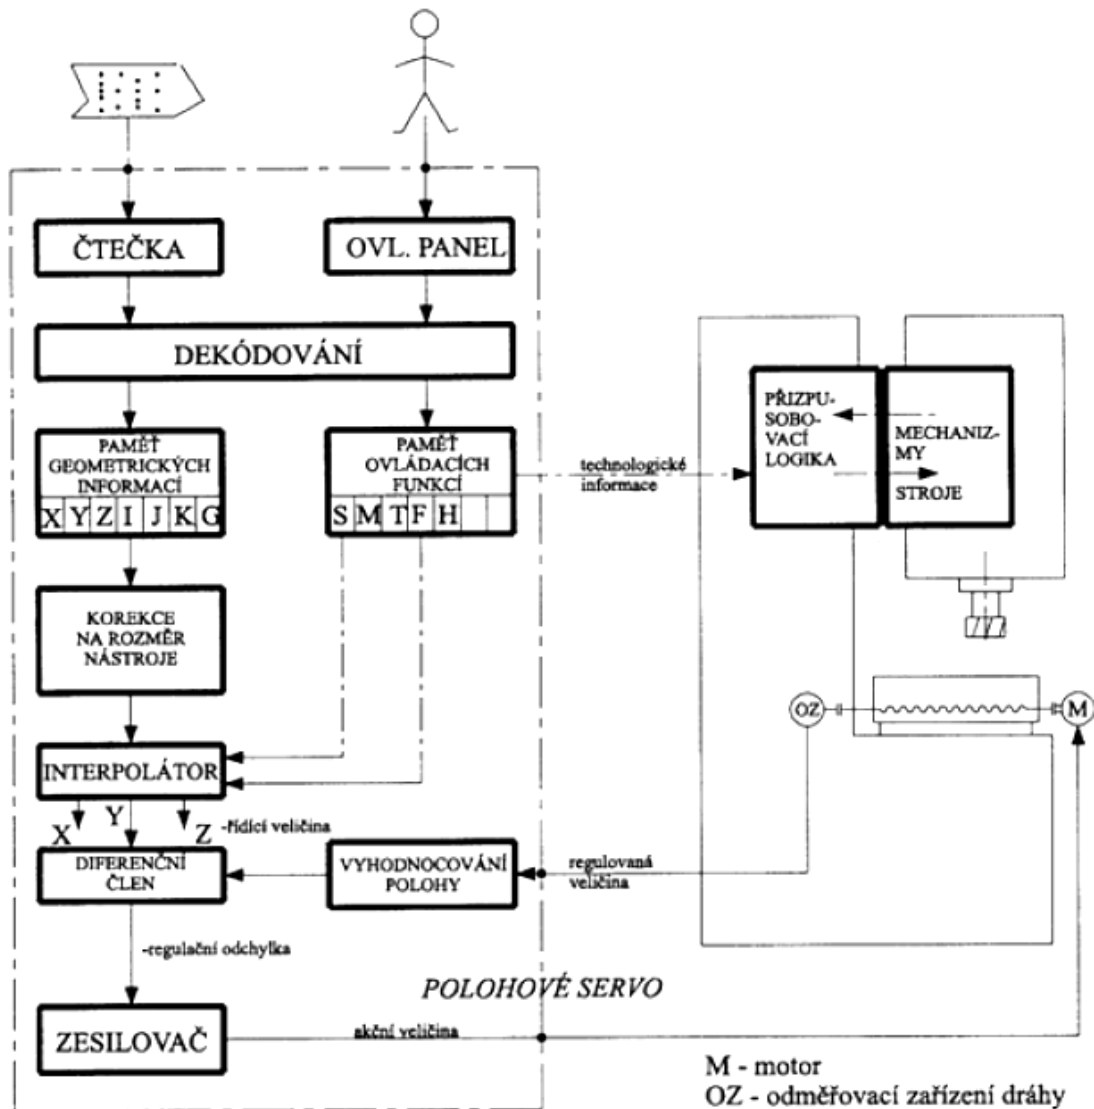 ČTEČKA
OVL. PANEL
DEKÓDOVÁNÍ
PAMĚŤ
GEOMETRICKÝCH
INFORMACÍ
X Y Z I J K G
PAMĚŤ
OVLÁDACÍCH
FUNKCÍ
S M T F H
technologické
informace
PŘIZPU-
SOBO-
VACÍ
LOGIKA
MECHANIZ-
MY
STROJE
KOREKCE
NA ROZMĚR
NÁSTROJE
OZ
M
INTERPOLÁTOR
X Y Z
-řídící veličina
DIFERENČNÍ
ČLEN
VYHODNOCOVÁNÍ
POLOHY
regulovaná
veličina
-regulační odchylka
POLOHOVÉ SERVO
ZESILOVAČ
akční veličina
M - motor
OZ - odměřovací zařízení dráhy